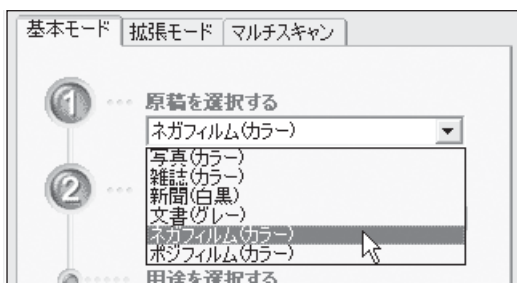 基本モード 拡張モード マルチスキャン
1 原稿を選択する
ネガフィルム(カラー)
写真(カラー)
雑誌(カラー)
2 新聞(白黒)
文書(グレー)
ネガフィルム(カラー)
ポジフィルム(カラー)
用途を選択する